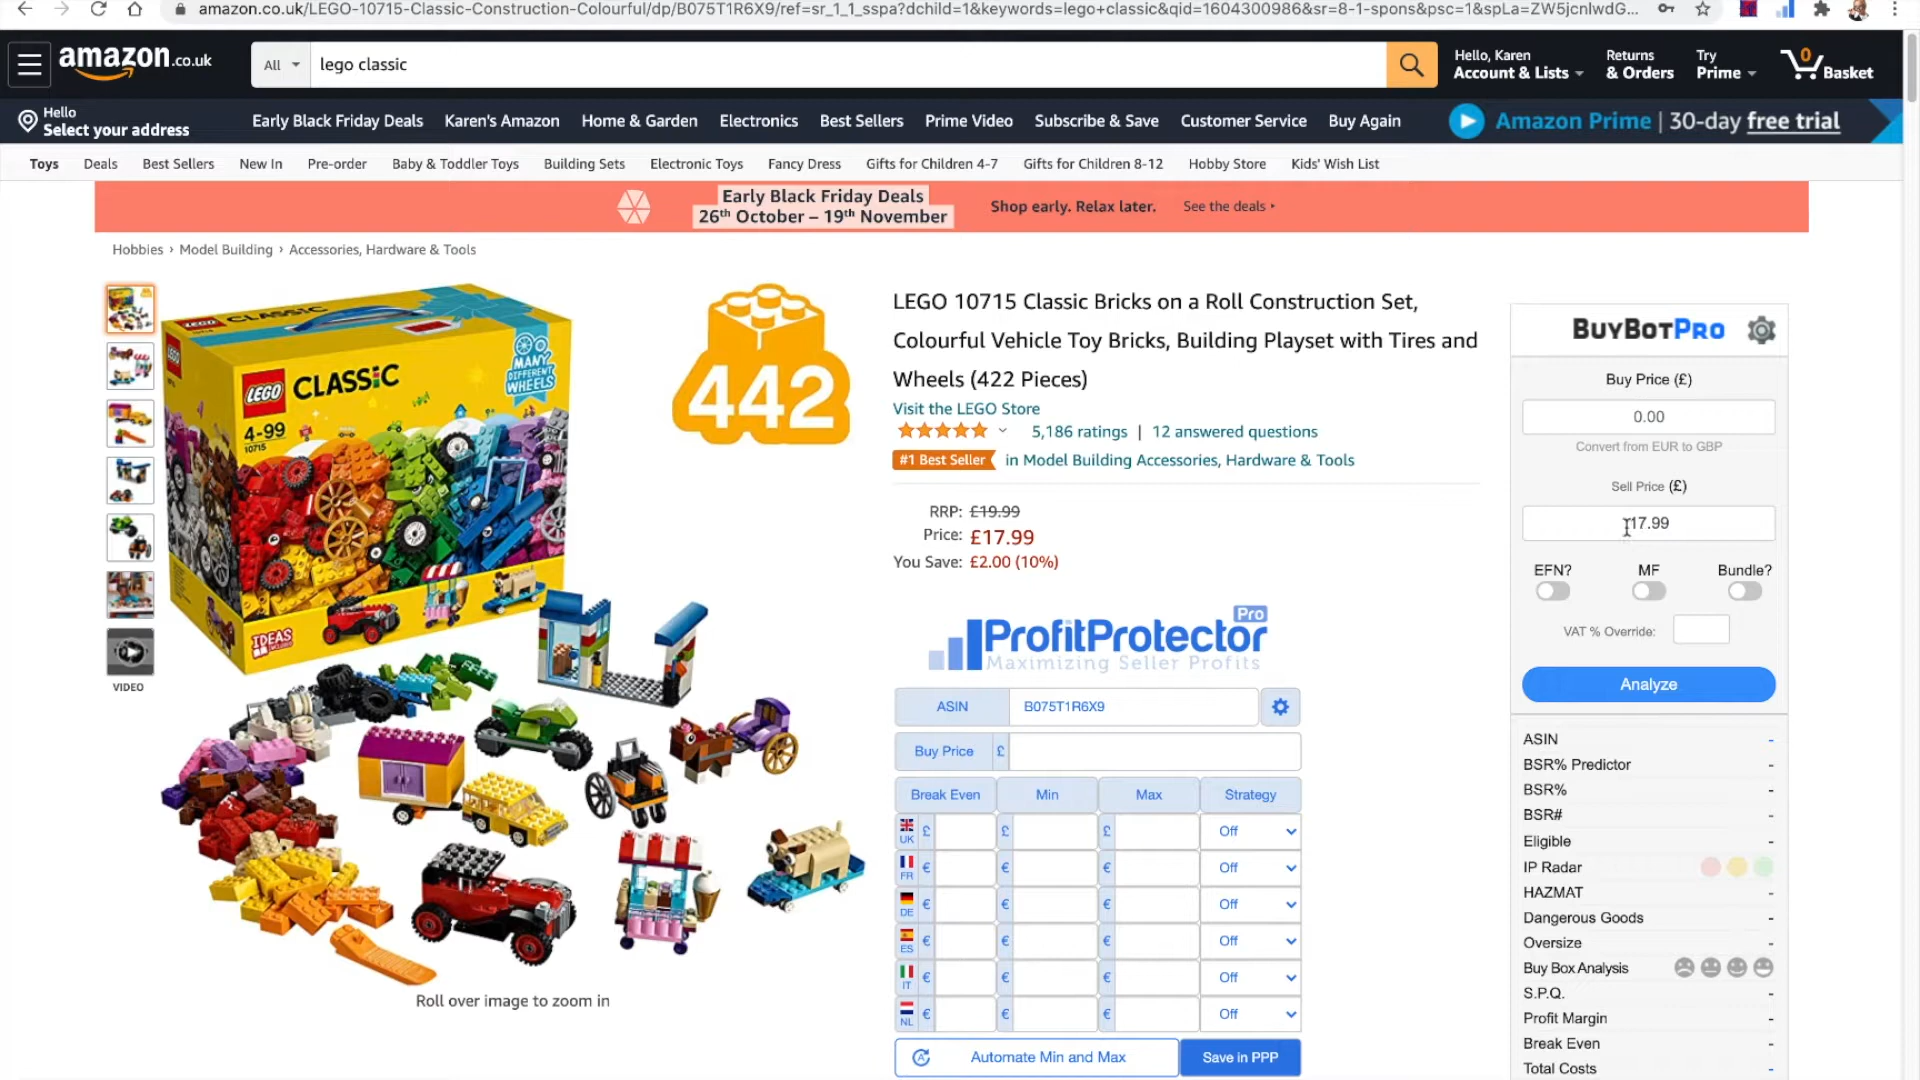 amazon.co.uk/LEGO-10715-Classic-Construction-Colourful/dp/B075T1R6X9/ref=sr_1_1_sspa?dchild=1&keywords=lego+classic&qid=1604300986&sr=8-1-spons&psc=1&spLa=ZW5jcnlwdG...
amazon.co.uk
All
lego classic
Hello, Karen
Account & Lists
Returns
& Orders
Try
Prime
0
Basket
Hello
Select your address
Early Black Friday Deals
Karen's Amazon
Home & Garden
Electronics
Best Sellers
Prime Video
Subscribe & Save
Customer Service
Buy Again
Amazon Prime | 30-day free trial
Toys
Deals
Best Sellers
New In
Pre-order
Baby & Toddler Toys
Building Sets
Electronic Toys
Fancy Dress
Gifts for Children 4-7
Gifts for Children 8-12
Hobby Store
Kids' Wish List
Early Black Friday Deals
26th October – 19th November
Shop early. Relax later.
See the deals ▸
Hobbies › Model Building › Accessories, Hardware & Tools
LEGO CLASSIC
LEGO
LEGO CLASSIC
4-99
10715
MANY
DIFFERENT
WHEELS
IDEAS
INCLUDED
442
VIDEO
Roll over image to zoom in
LEGO 10715 Classic Bricks on a Roll Construction Set,
Colourful Vehicle Toy Bricks, Building Playset with Tires and
Wheels (422 Pieces)
Visit the LEGO Store
5,186 ratings | 12 answered questions
#1 Best Seller in Model Building Accessories, Hardware & Tools
RRP: £19.99
Price: £17.99
You Save: £2.00 (10%)
Pro
ProfitProtector
Maximizing Seller Profits
ASIN B075T1R6X9
Buy Price £
Break Even Min Max Strategy
UK £ £ £ Off
FR € € € Off
DE € € € Off
ES € € € Off
IT € € € Off
NL € € € Off
Automate Min and Max
Save in PPP
BUYBOTPRO
Buy Price (£)
0.00
Convert from EUR to GBP
Sell Price (£)
17.99
EFN? MF Bundle?
VAT % Override:
Analyze
ASIN -
BSR% Predictor -
BSR% -
BSR# -
Eligible -
IP Radar
HAZMAT -
Dangerous Goods -
Oversize -
Buy Box Analysis
S.P.Q. -
Profit Margin -
Break Even -
Total Costs -